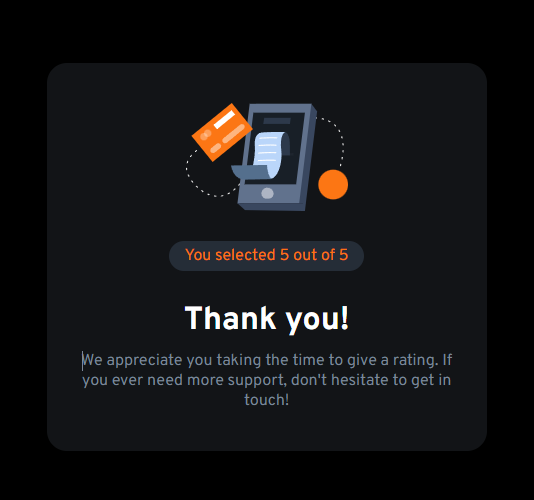 You selected 5 out of 5
Thank you!
We appreciate you taking the time to give a rating. If
you ever need more support, don't hesitate to get in
touch!